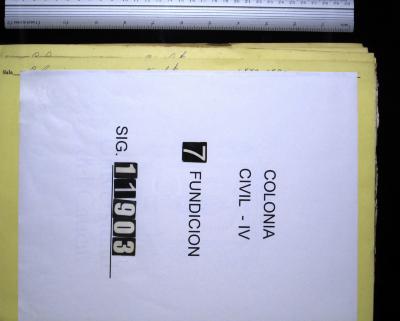 COLONIA
CIVIL - IV
7 FUNDICION
SIG. 11903